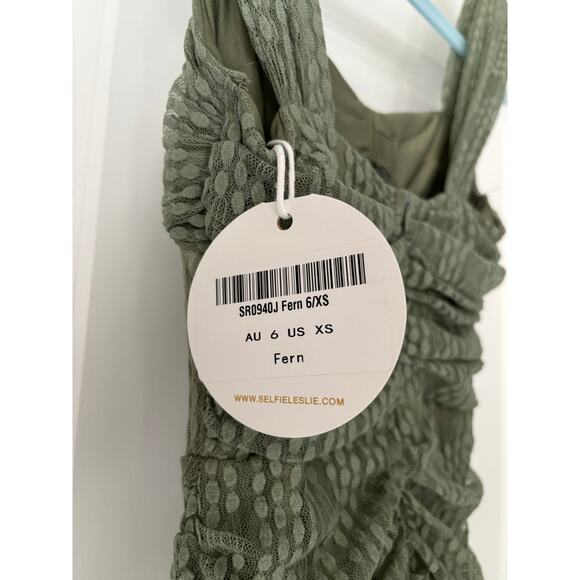 SR0940J Fern 6/XS
AU 6 US XS
Fern
WWW.SELFIELESLIE.COM